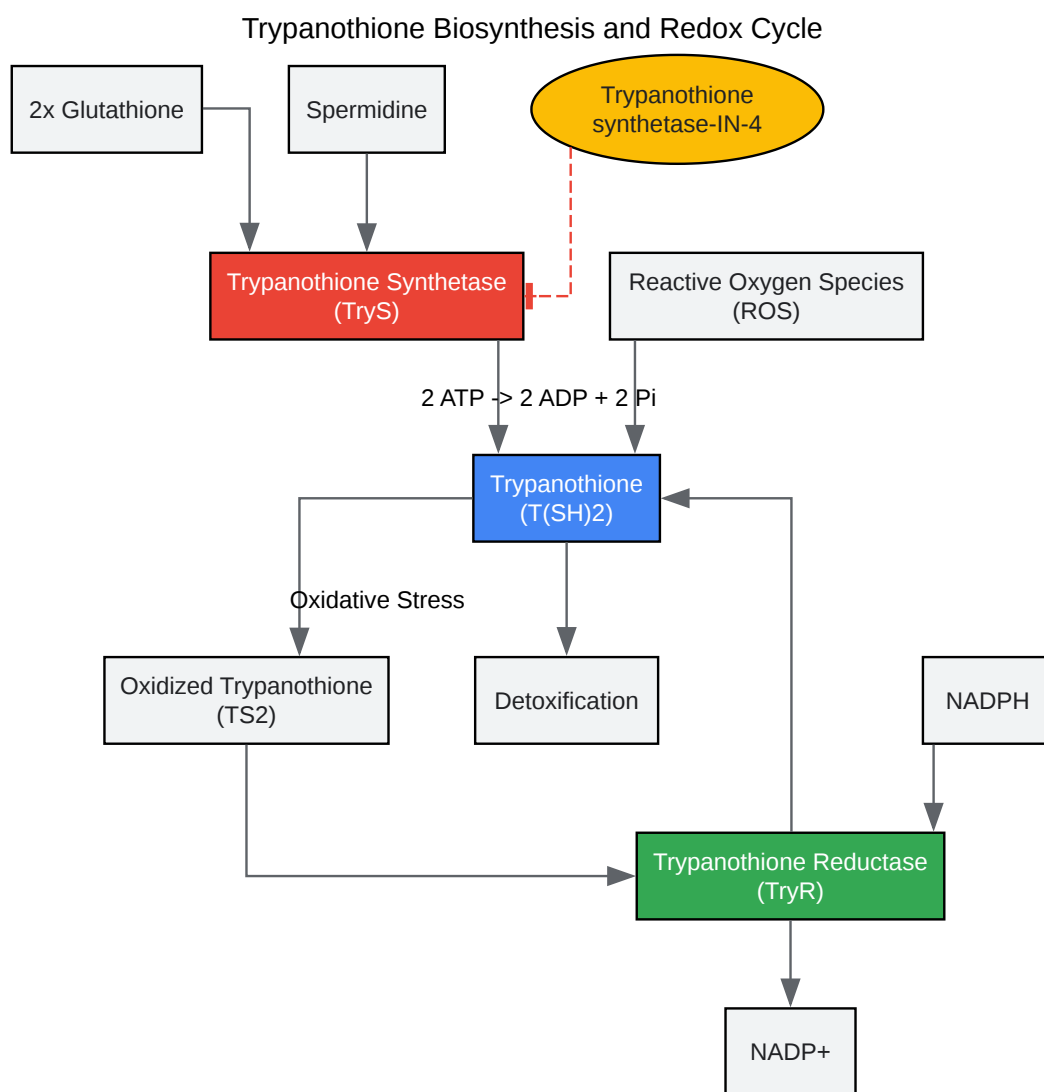 Trypanothione Biosynthesis and Redox Cycle
2x Glutathione
Spermidine
Trypanothione
synthetase-IN-4
Trypanothione Synthetase
(TryS)
Reactive Oxygen Species
(ROS)
2 ATP -> 2 ADP + 2 Pi
Trypanothione
(T(SH)2)
Oxidative Stress
Oxidized Trypanothione
(TS2)
Detoxification
NADPH
Trypanothione Reductase
(TryR)
NADP+